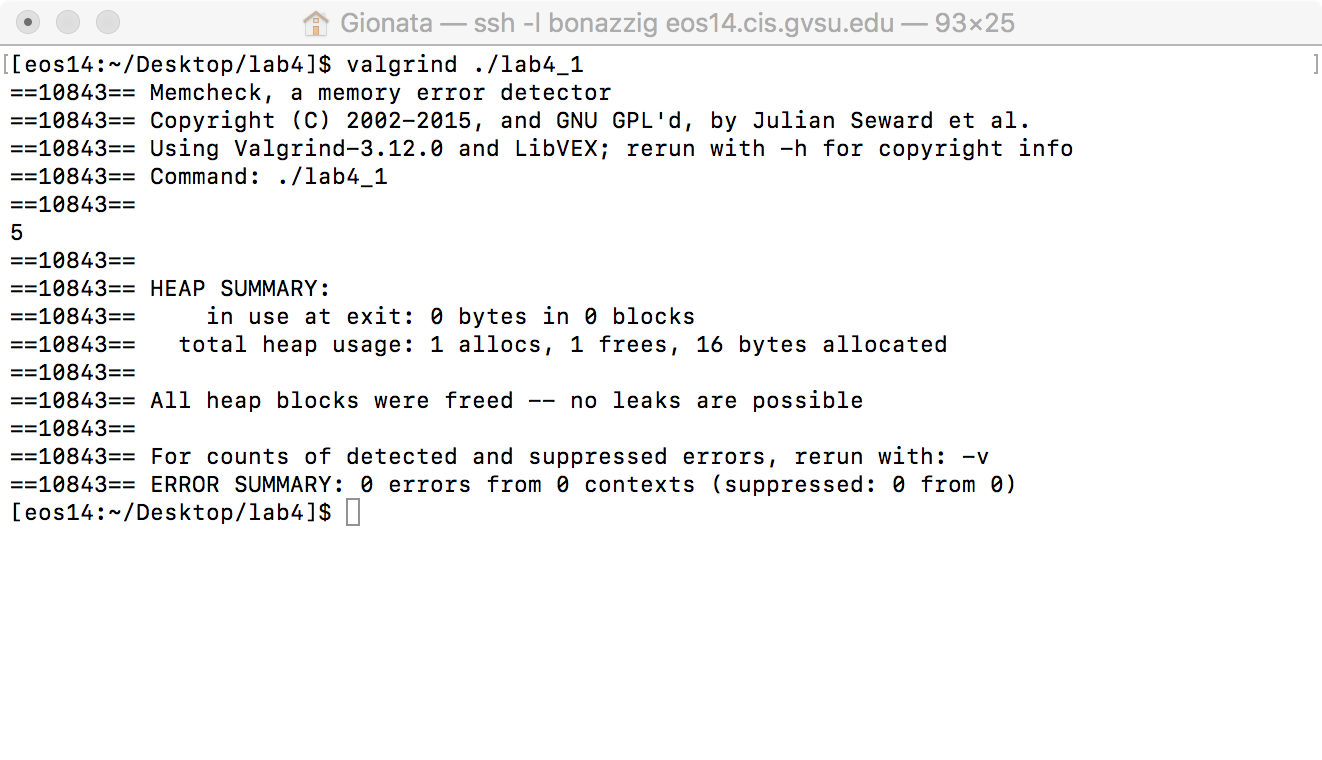 Gionata — ssh -l bonazzig eos14.cis.gvsu.edu — 93×25
[[eos14:~/Desktop/lab4]$ valgrind ./lab4_1 ]
==10843== Memcheck, a memory error detector
==10843== Copyright (C) 2002-2015, and GNU GPL'd, by Julian Seward et al.
==10843== Using Valgrind-3.12.0 and LibVEX; rerun with -h for copyright info
==10843== Command: ./lab4_1
==10843==
5
==10843==
==10843== HEAP SUMMARY:
==10843==     in use at exit: 0 bytes in 0 blocks
==10843==   total heap usage: 1 allocs, 1 frees, 16 bytes allocated
==10843==
==10843== All heap blocks were freed -- no leaks are possible
==10843==
==10843== For counts of detected and suppressed errors, rerun with: -v
==10843== ERROR SUMMARY: 0 errors from 0 contexts (suppressed: 0 from 0)
[eos14:~/Desktop/lab4]$